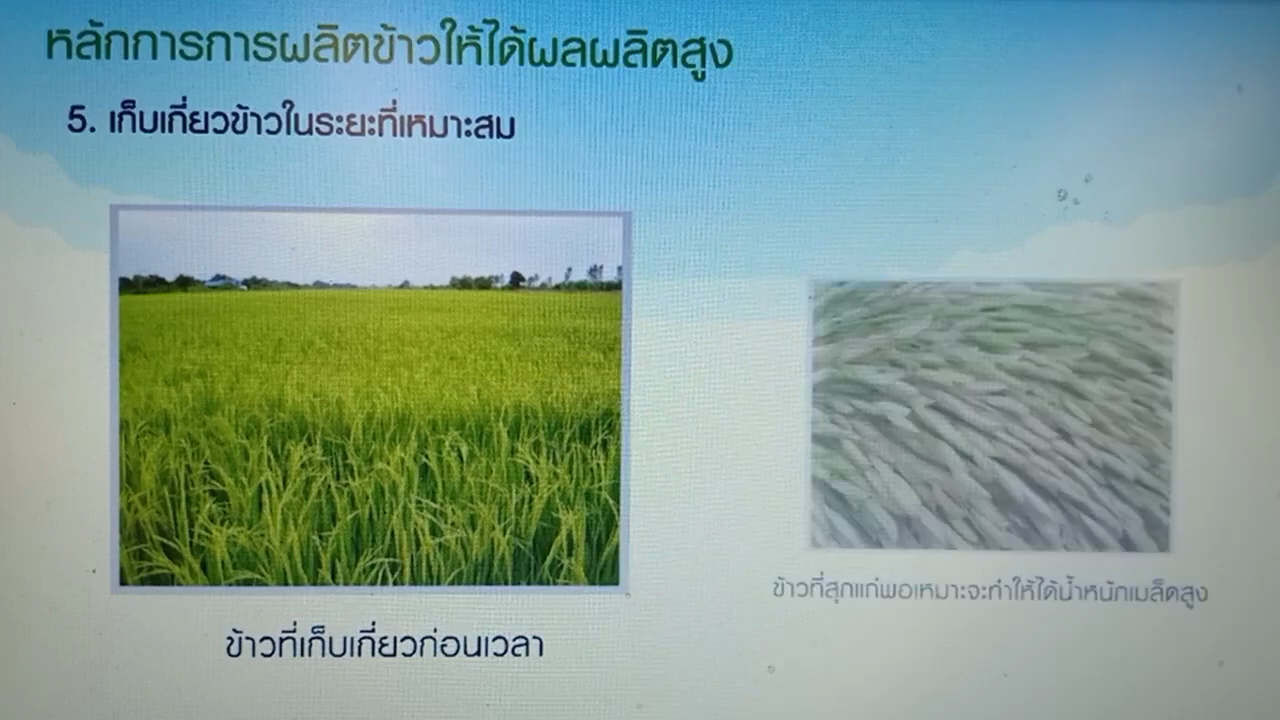 หลักการการผลิตข้าวให้ได้ผลผลิตสูง
5. เก็บเกี่ยวข้าวในระยะที่เหมาะสม
ข้าวที่สุกแก่พอเหมาะจะทำให้ได้น้ำหนักเมล็ดสูง
ข้าวที่เก็บเกี่ยวก่อนเวลา